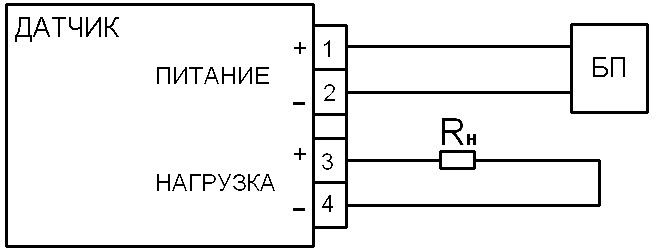 ДАТЧИК
+ 1
ПИТАНИЕ
БП
– 2
Rн
+ 3
НАГРУЗКА
– 4